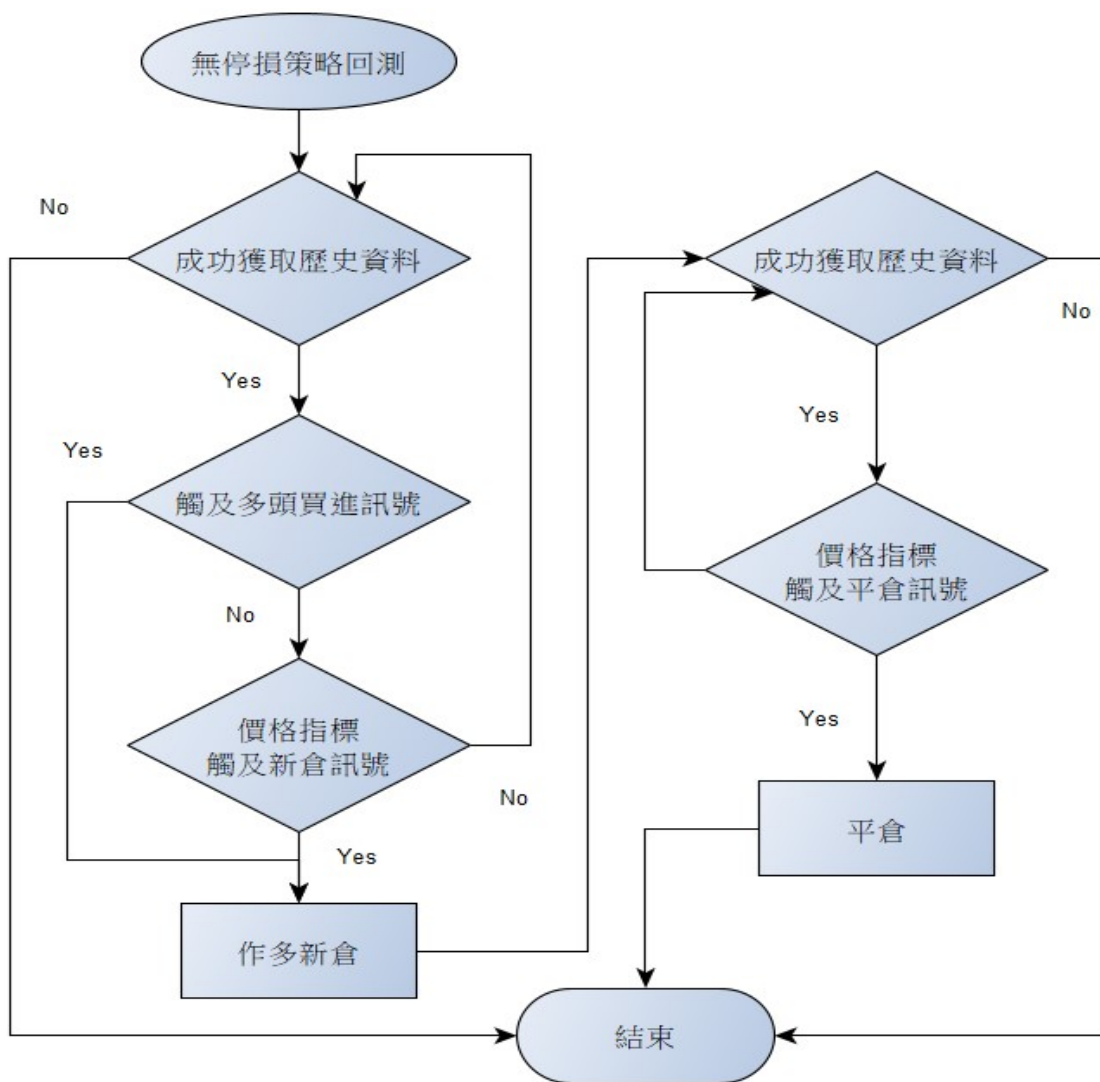 無停損策略回測
No
成功獲取歷史資料
Yes
Yes
觸及多頭買進訊號
No
價格指標
觸及新倉訊號
No
Yes
作多新倉
成功獲取歷史資料
No
Yes
價格指標
觸及平倉訊號
Yes
平倉
結束